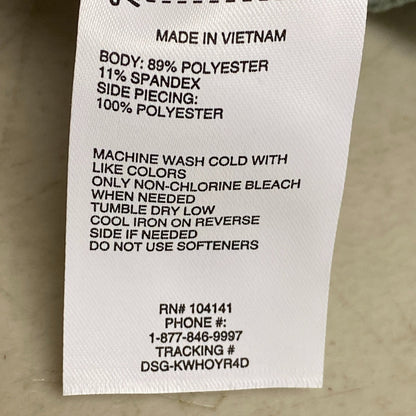 MADE IN VIETNAM
BODY: 89% POLYESTER
11% SPANDEX
SIDE PIECING:
100% POLYESTER
MACHINE WASH COLD WITH
LIKE COLORS
ONLY NON-CHLORINE BLEACH
WHEN NEEDED
TUMBLE DRY LOW
COOL IRON ON REVERSE
SIDE IF NEEDED
DO NOT USE SOFTENERS
RN# 104141
PHONE #:
1-877-846-9997
TRACKING #
DSG-KWHOYR4D